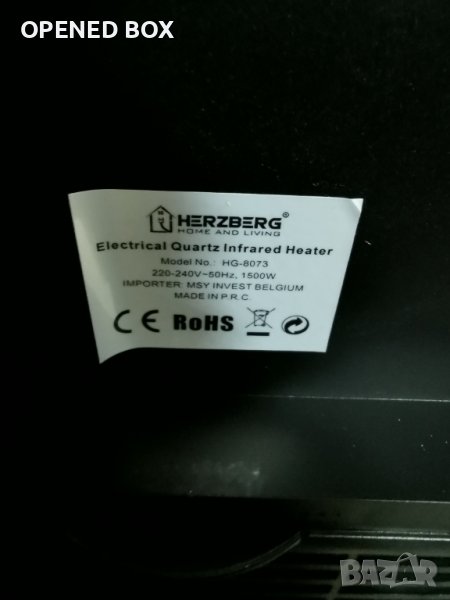 OPENED BOX
HERZBERG®
HOME AND LIVING
Electrical Quartz Infrared Heater
Model No.: HG-8073
220-240V~50Hz, 1500W
IMPORTER: MSY INVEST BELGIUM
MADE IN P.R.C.
CE RoHS
BAZAR